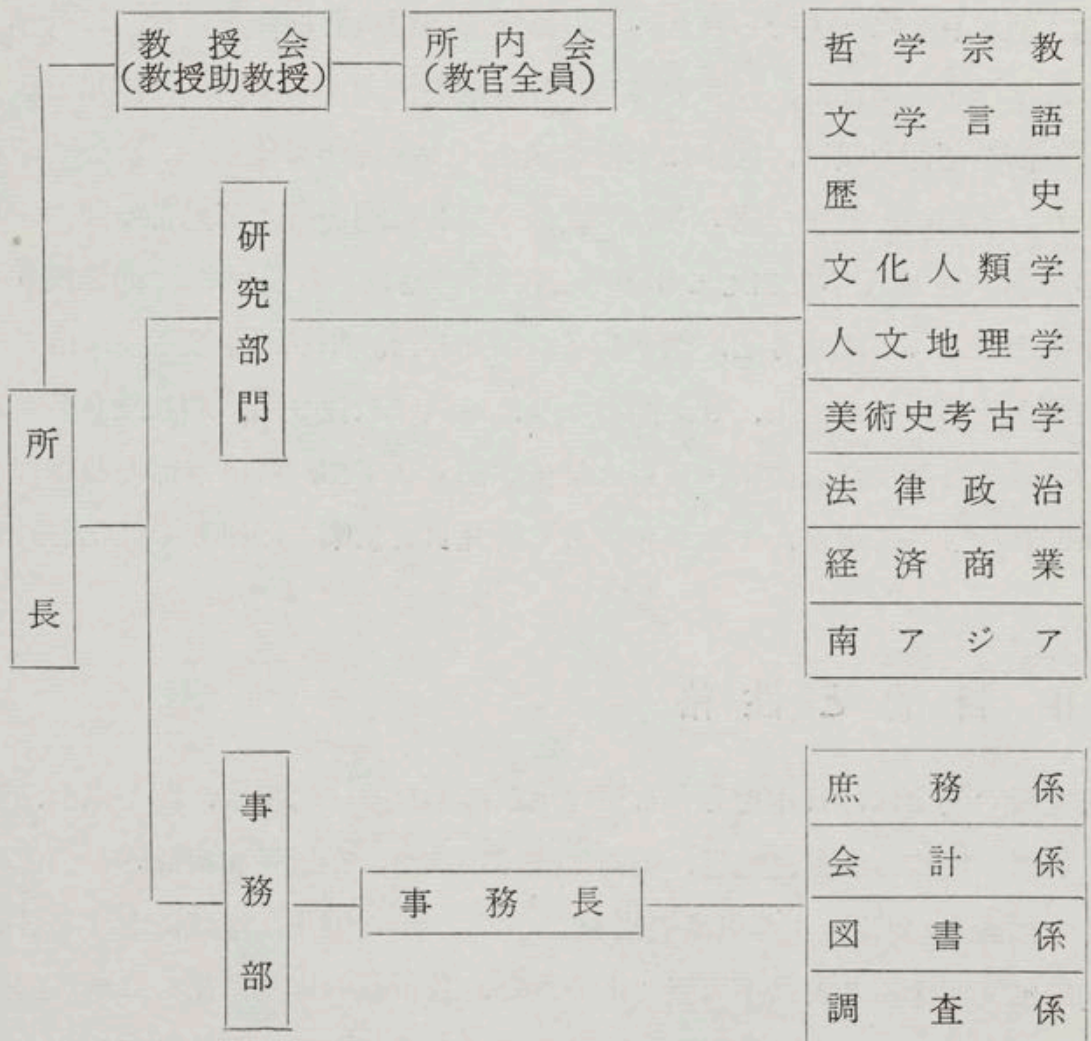 教授会
(教授助教授)
所内会
(教官全員)
所長
研究部門
哲学宗教
文学言語
歴史
文化人類学
人文地理学
美術史考古学
法律政治
経済商業
南アジア
事務部
事務長
庶務係
会計係
図書係
調査係